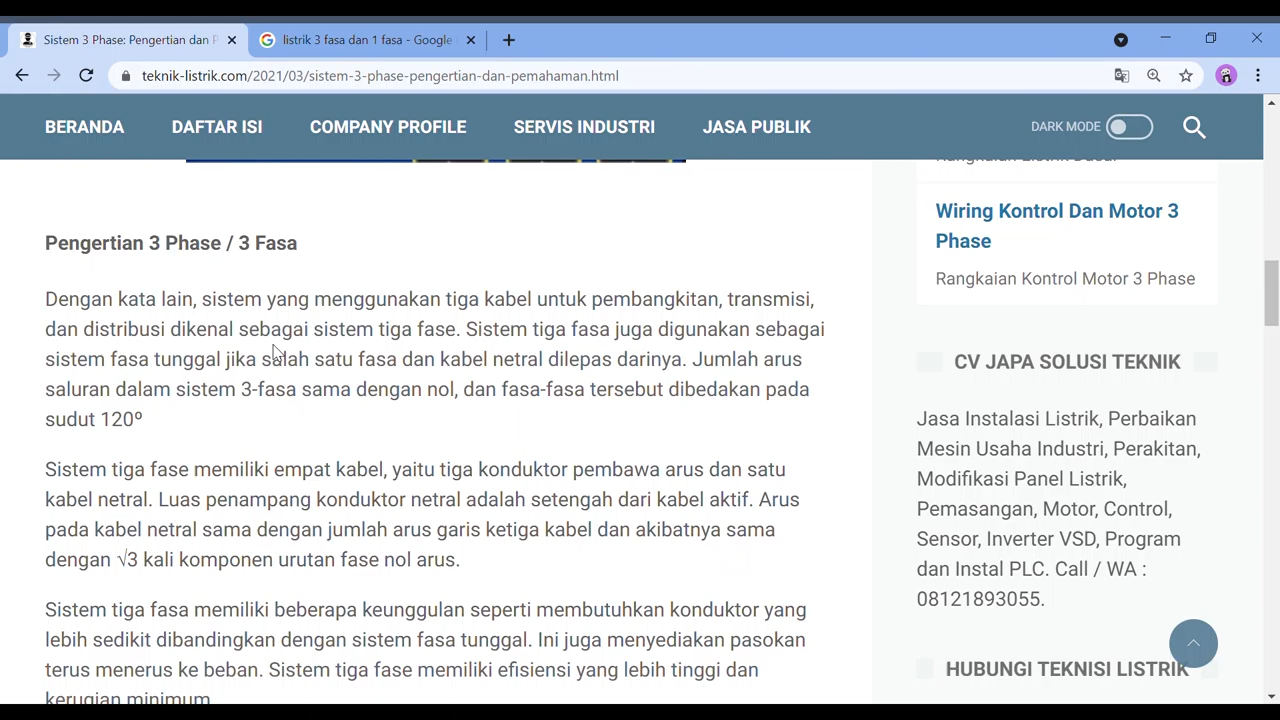 Sistem 3 Phase: Pengertian dan P
listrik 3 fasa dan 1 fasa - Google
teknik-listrik.com/2021/03/sistem-3-phase-pengertian-dan-pemahaman.html
BERANDA DAFTAR ISI COMPANY PROFILE SERVIS INDUSTRI JASA PUBLIK DARK MODE
Pengertian 3 Phase / 3 Fasa
Dengan kata lain, sistem yang menggunakan tiga kabel untuk pembangkitan, transmisi,
dan distribusi dikenal sebagai sistem tiga fase. Sistem tiga fasa juga digunakan sebagai
sistem fasa tunggal jika salah satu fasa dan kabel netral dilepas darinya. Jumlah arus
saluran dalam sistem 3-fasa sama dengan nol, dan fasa-fasa tersebut dibedakan pada
sudut 120º
Sistem tiga fase memiliki empat kabel, yaitu tiga konduktor pembawa arus dan satu
kabel netral. Luas penampang konduktor netral adalah setengah dari kabel aktif. Arus
pada kabel netral sama dengan jumlah arus garis ketiga kabel dan akibatnya sama
dengan √3 kali komponen urutan fase nol arus.
Sistem tiga fasa memiliki beberapa keunggulan seperti membutuhkan konduktor yang
lebih sedikit dibandingkan dengan sistem fasa tunggal. Ini juga menyediakan pasokan
terus menerus ke beban. Sistem tiga fase memiliki efisiensi yang lebih tinggi dan
kerugian minimum
Rangkaian Listrik Dasar
Wiring Kontrol Dan Motor 3
Phase
Rangkaian Kontrol Motor 3 Phase
CV JAPA SOLUSI TEKNIK
Jasa Instalasi Listrik, Perbaikan
Mesin Usaha Industri, Perakitan,
Modifikasi Panel Listrik,
Pemasangan, Motor, Control,
Sensor, Inverter VSD, Program
dan Instal PLC. Call / WA :
08121893055.
HUBUNGI TEKNISI LISTRIK